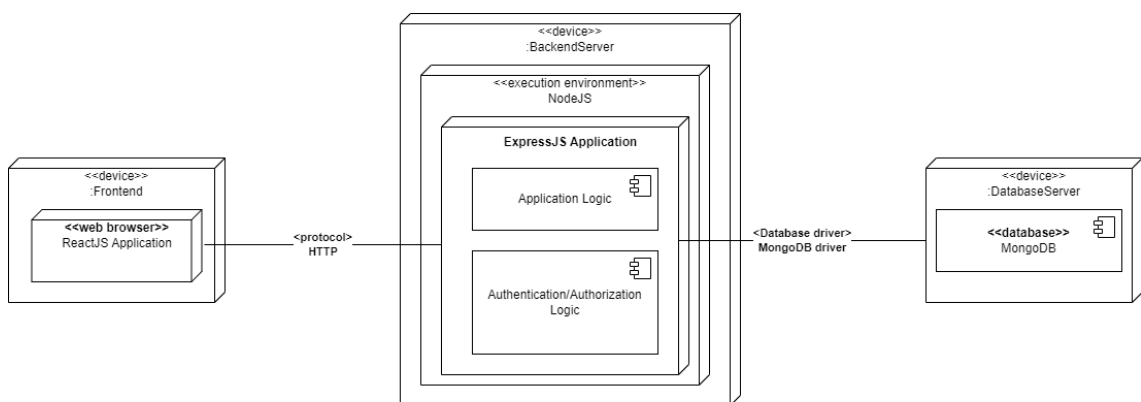 <<device>>
:Frontend
<<web browser>>
ReactJS Application
<protocol>
HTTP
<<device>>
:BackendServer
<<execution environment>>
NodeJS
ExpressJS Application
Application Logic
Authentication/Authorization
Logic
<Database driver>
MongoDB driver
<<device>>
:DatabaseServer
<<database>>
MongoDB